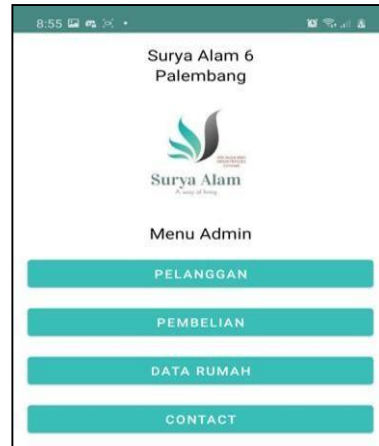 8:55
Surya Alam 6
Palembang
Surya Alam
A way of living
Menu Admin
PELANGGAN
PEMBELIAN
DATA RUMAH
CONTACT